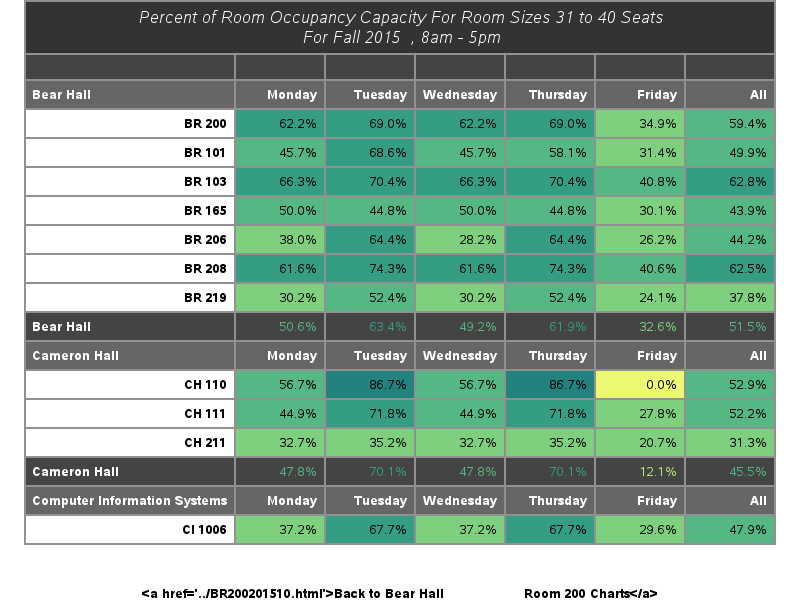 Percent of Room Occupancy Capacity For Room Sizes 31 to 40 Seats
For Fall 2015 , 8am - 5pm
Bear Hall Monday Tuesday Wednesday Thursday Friday All
BR 200 62.2% 69.0% 62.2% 69.0% 34.9% 59.4%
BR 101 45.7% 68.6% 45.7% 58.1% 31.4% 49.9%
BR 103 66.3% 70.4% 66.3% 70.4% 40.8% 62.8%
BR 165 50.0% 44.8% 50.0% 44.8% 30.1% 43.9%
BR 206 38.0% 64.4% 28.2% 64.4% 26.2% 44.2%
BR 208 61.6% 74.3% 61.6% 74.3% 40.6% 62.5%
BR 219 30.2% 52.4% 30.2% 52.4% 24.1% 37.8%
Bear Hall 50.6% 63.4% 49.2% 61.9% 32.6% 51.5%
Cameron Hall Monday Tuesday Wednesday Thursday Friday All
CH 110 56.7% 86.7% 56.7% 86.7% 0.0% 52.9%
CH 111 44.9% 71.8% 44.9% 71.8% 27.8% 52.2%
CH 211 32.7% 35.2% 32.7% 35.2% 20.7% 31.3%
Cameron Hall 47.8% 70.1% 47.8% 70.1% 12.1% 45.5%
Computer Information Systems Monday Tuesday Wednesday Thursday Friday All
CI 1006 37.2% 67.7% 37.2% 67.7% 29.6% 47.9%
<a href='../BR200201510.html'>Back to Bear Hall Room 200 Charts</a>